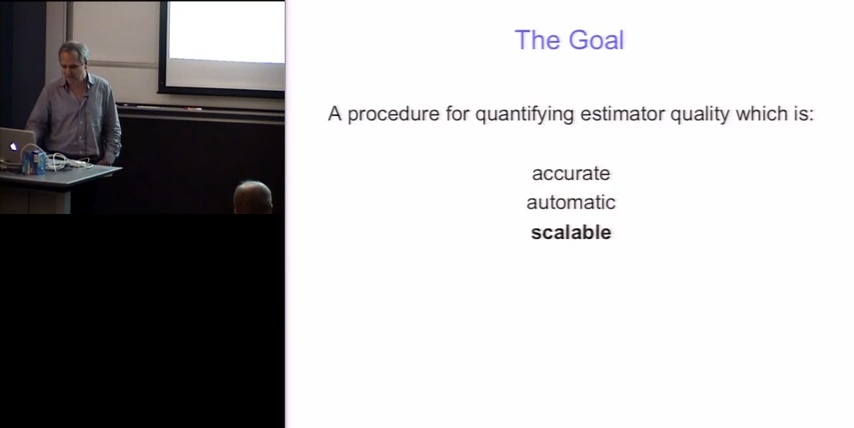 The Goal
A procedure for quantifying estimator quality which is:
accurate
automatic
scalable